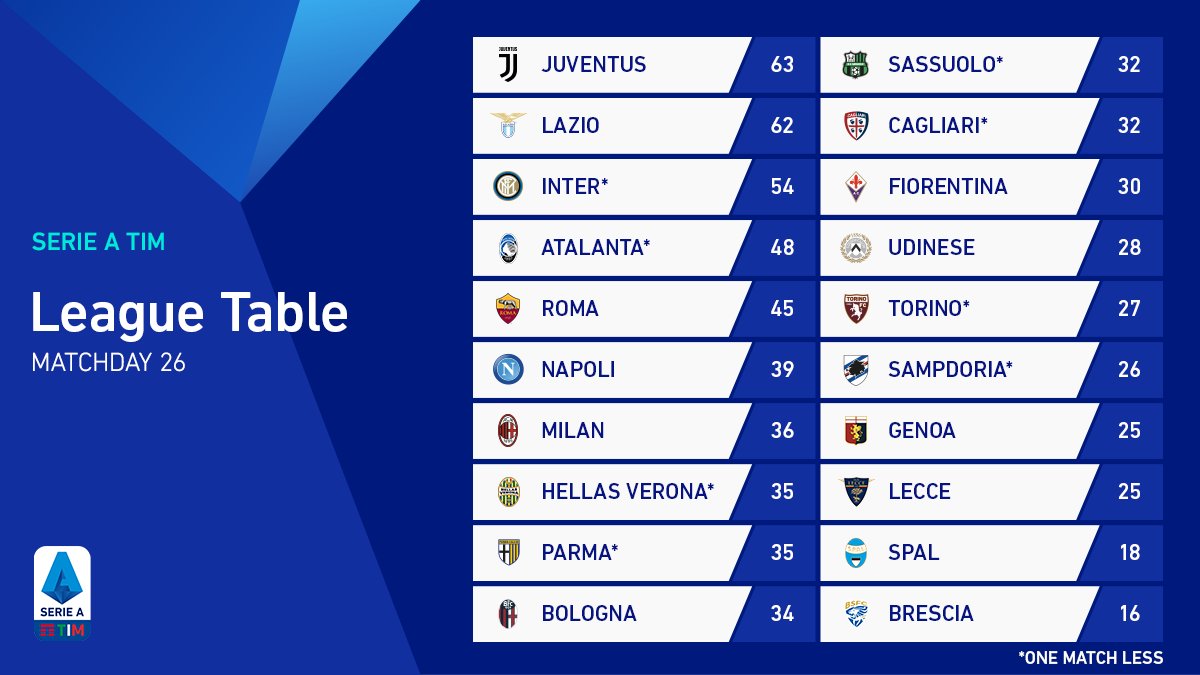 SERIE A TIM
League Table
MATCHDAY 26
SERIE A
TIM
JUVENTUS 63
LAZIO 62
INTER* 54
ATALANTA* 48
ROMA 45
NAPOLI 39
MILAN 36
HELLAS VERONA* 35
PARMA* 35
BOLOGNA 34
SASSUOLO* 32
CAGLIARI* 32
FIORENTINA 30
UDINESE 28
TORINO* 27
SAMPDORIA* 26
GENOA 25
LECCE 25
SPAL 18
BRESCIA 16
*ONE MATCH LESS